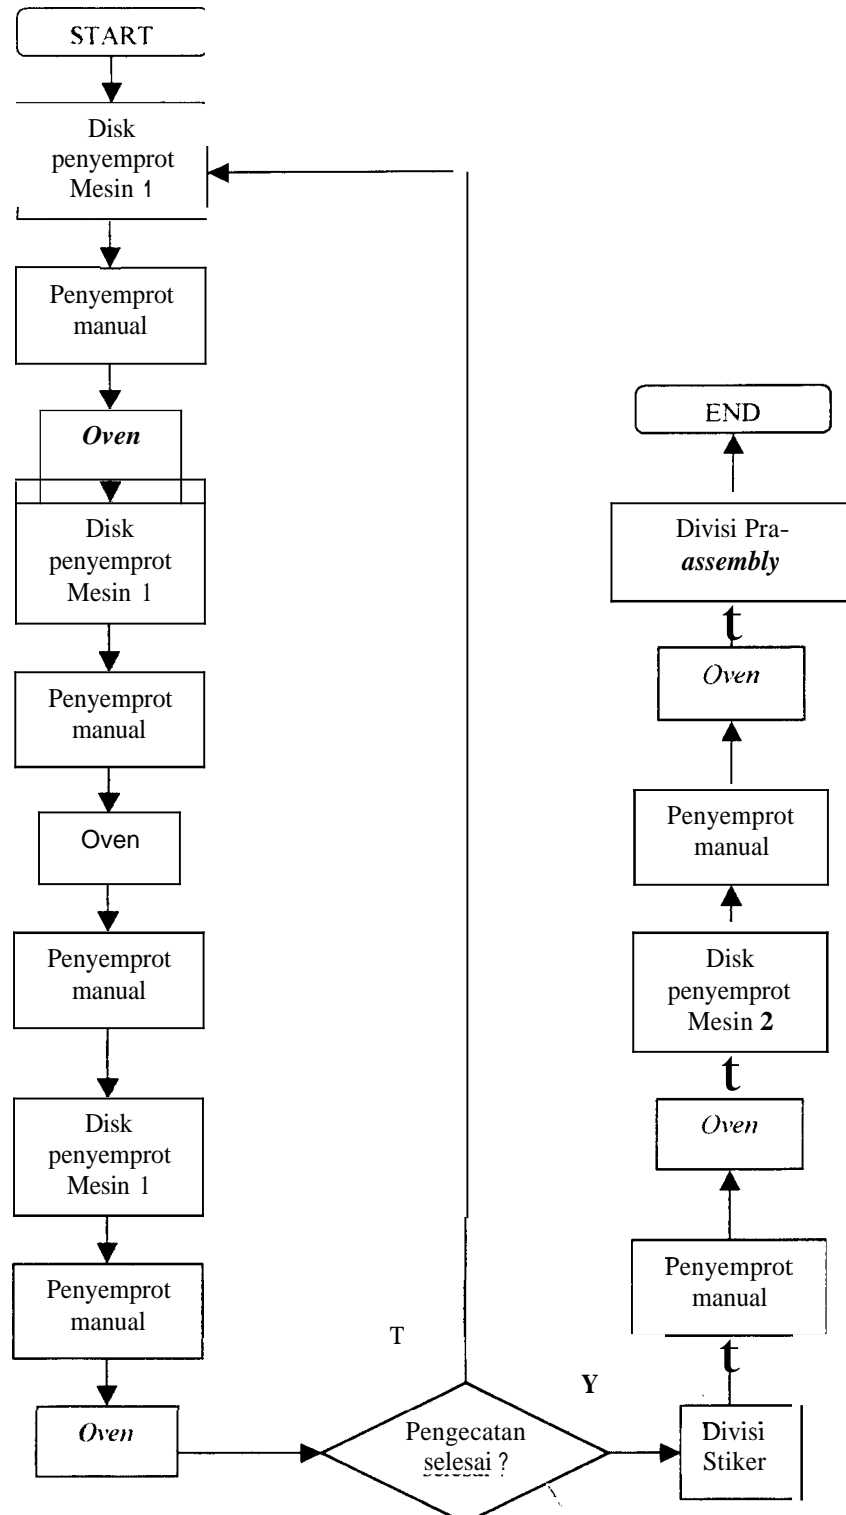 START
Disk
penyemprot
Mesin 1
Penyemprot
manual
Oven
Disk
penyemprot
Mesin 1
Penyemprot
manual
Oven
Penyemprot
manual
Disk
penyemprot
Mesin 1
Penyemprot
manual
Oven
T
Pengecatan
selesai ?
Y
Divisi
Stiker
t
Penyemprot
manual
Oven
t
Disk
penyemprot
Mesin 2
Penyemprot
manual
Oven
t
Divisi Pra-
assembly
END